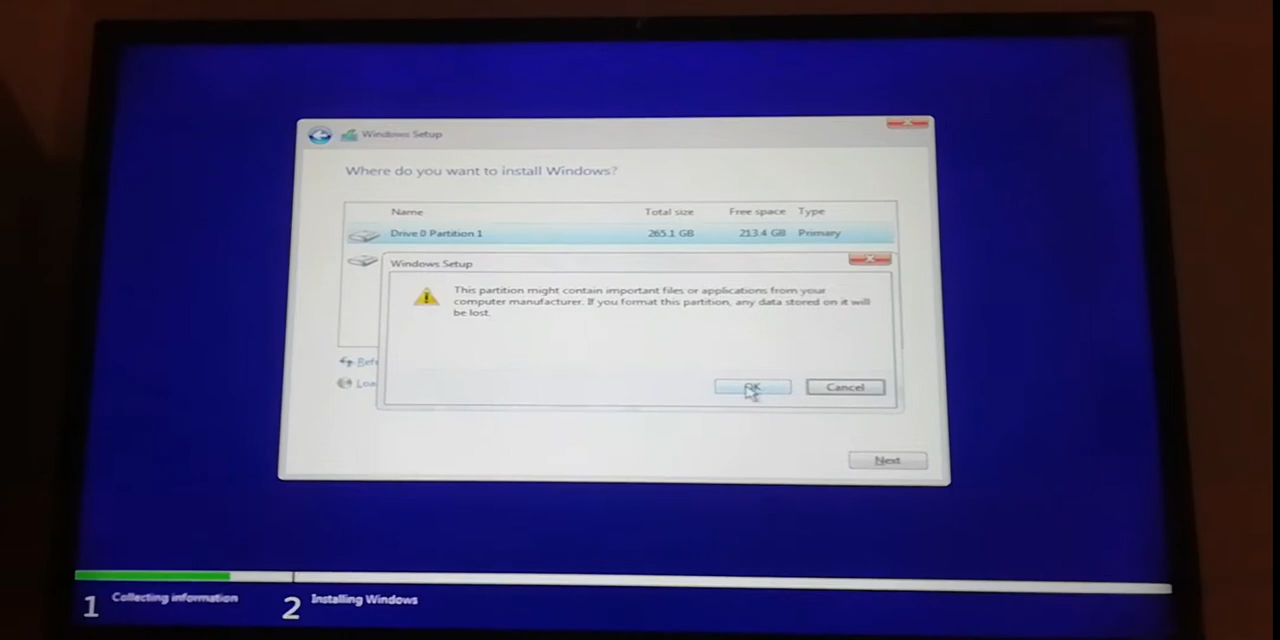 Windows Setup
Where do you want to install Windows?
Name Total size Free space Type
Drive 0 Partition 1 265.1 GB 213.4 GB Primary
Windows Setup
This partition might contain important files or applications from your
computer manufacturer. If you format this partition, any data stored on it will
be lost.
Refr
Loa
OK Cancel
Next
1 Collecting information 2 Installing Windows